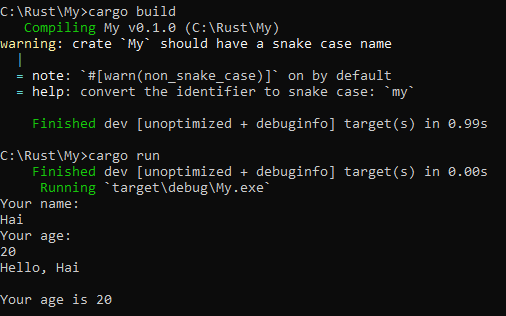 C:\Rust\My>cargo build
   Compiling My v0.1.0 (C:\Rust\My)
warning: crate `My` should have a snake case name
  |
  = note: `#[warn(non_snake_case)]` on by default
  = help: convert the identifier to snake case: `my`

    Finished dev [unoptimized + debuginfo] target(s) in 0.99s

C:\Rust\My>cargo run
    Finished dev [unoptimized + debuginfo] target(s) in 0.00s
     Running `target\debug\My.exe`
Your name:
Hai
Your age:
20
Hello, Hai

Your age is 20